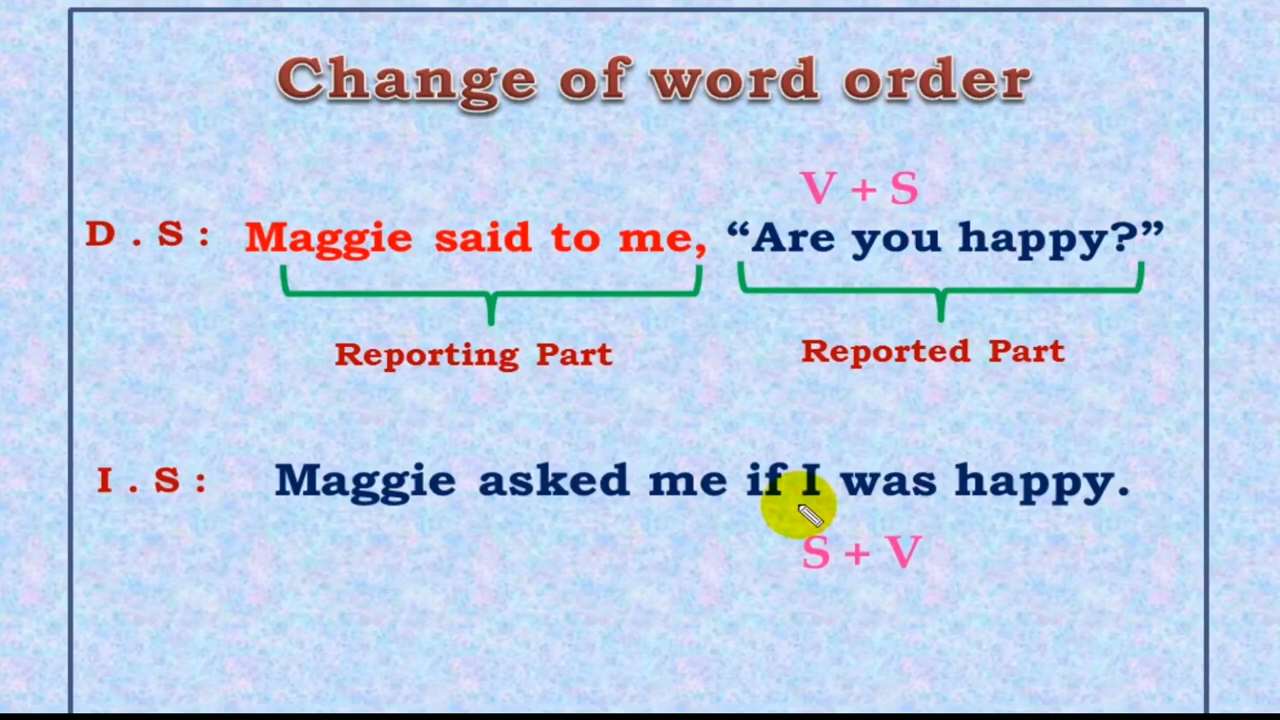 Change of word order
V + S
D . S : Maggie said to me, “Are you happy?”
Reporting Part
Reported Part
I . S : Maggie asked me if I was happy.
S + V